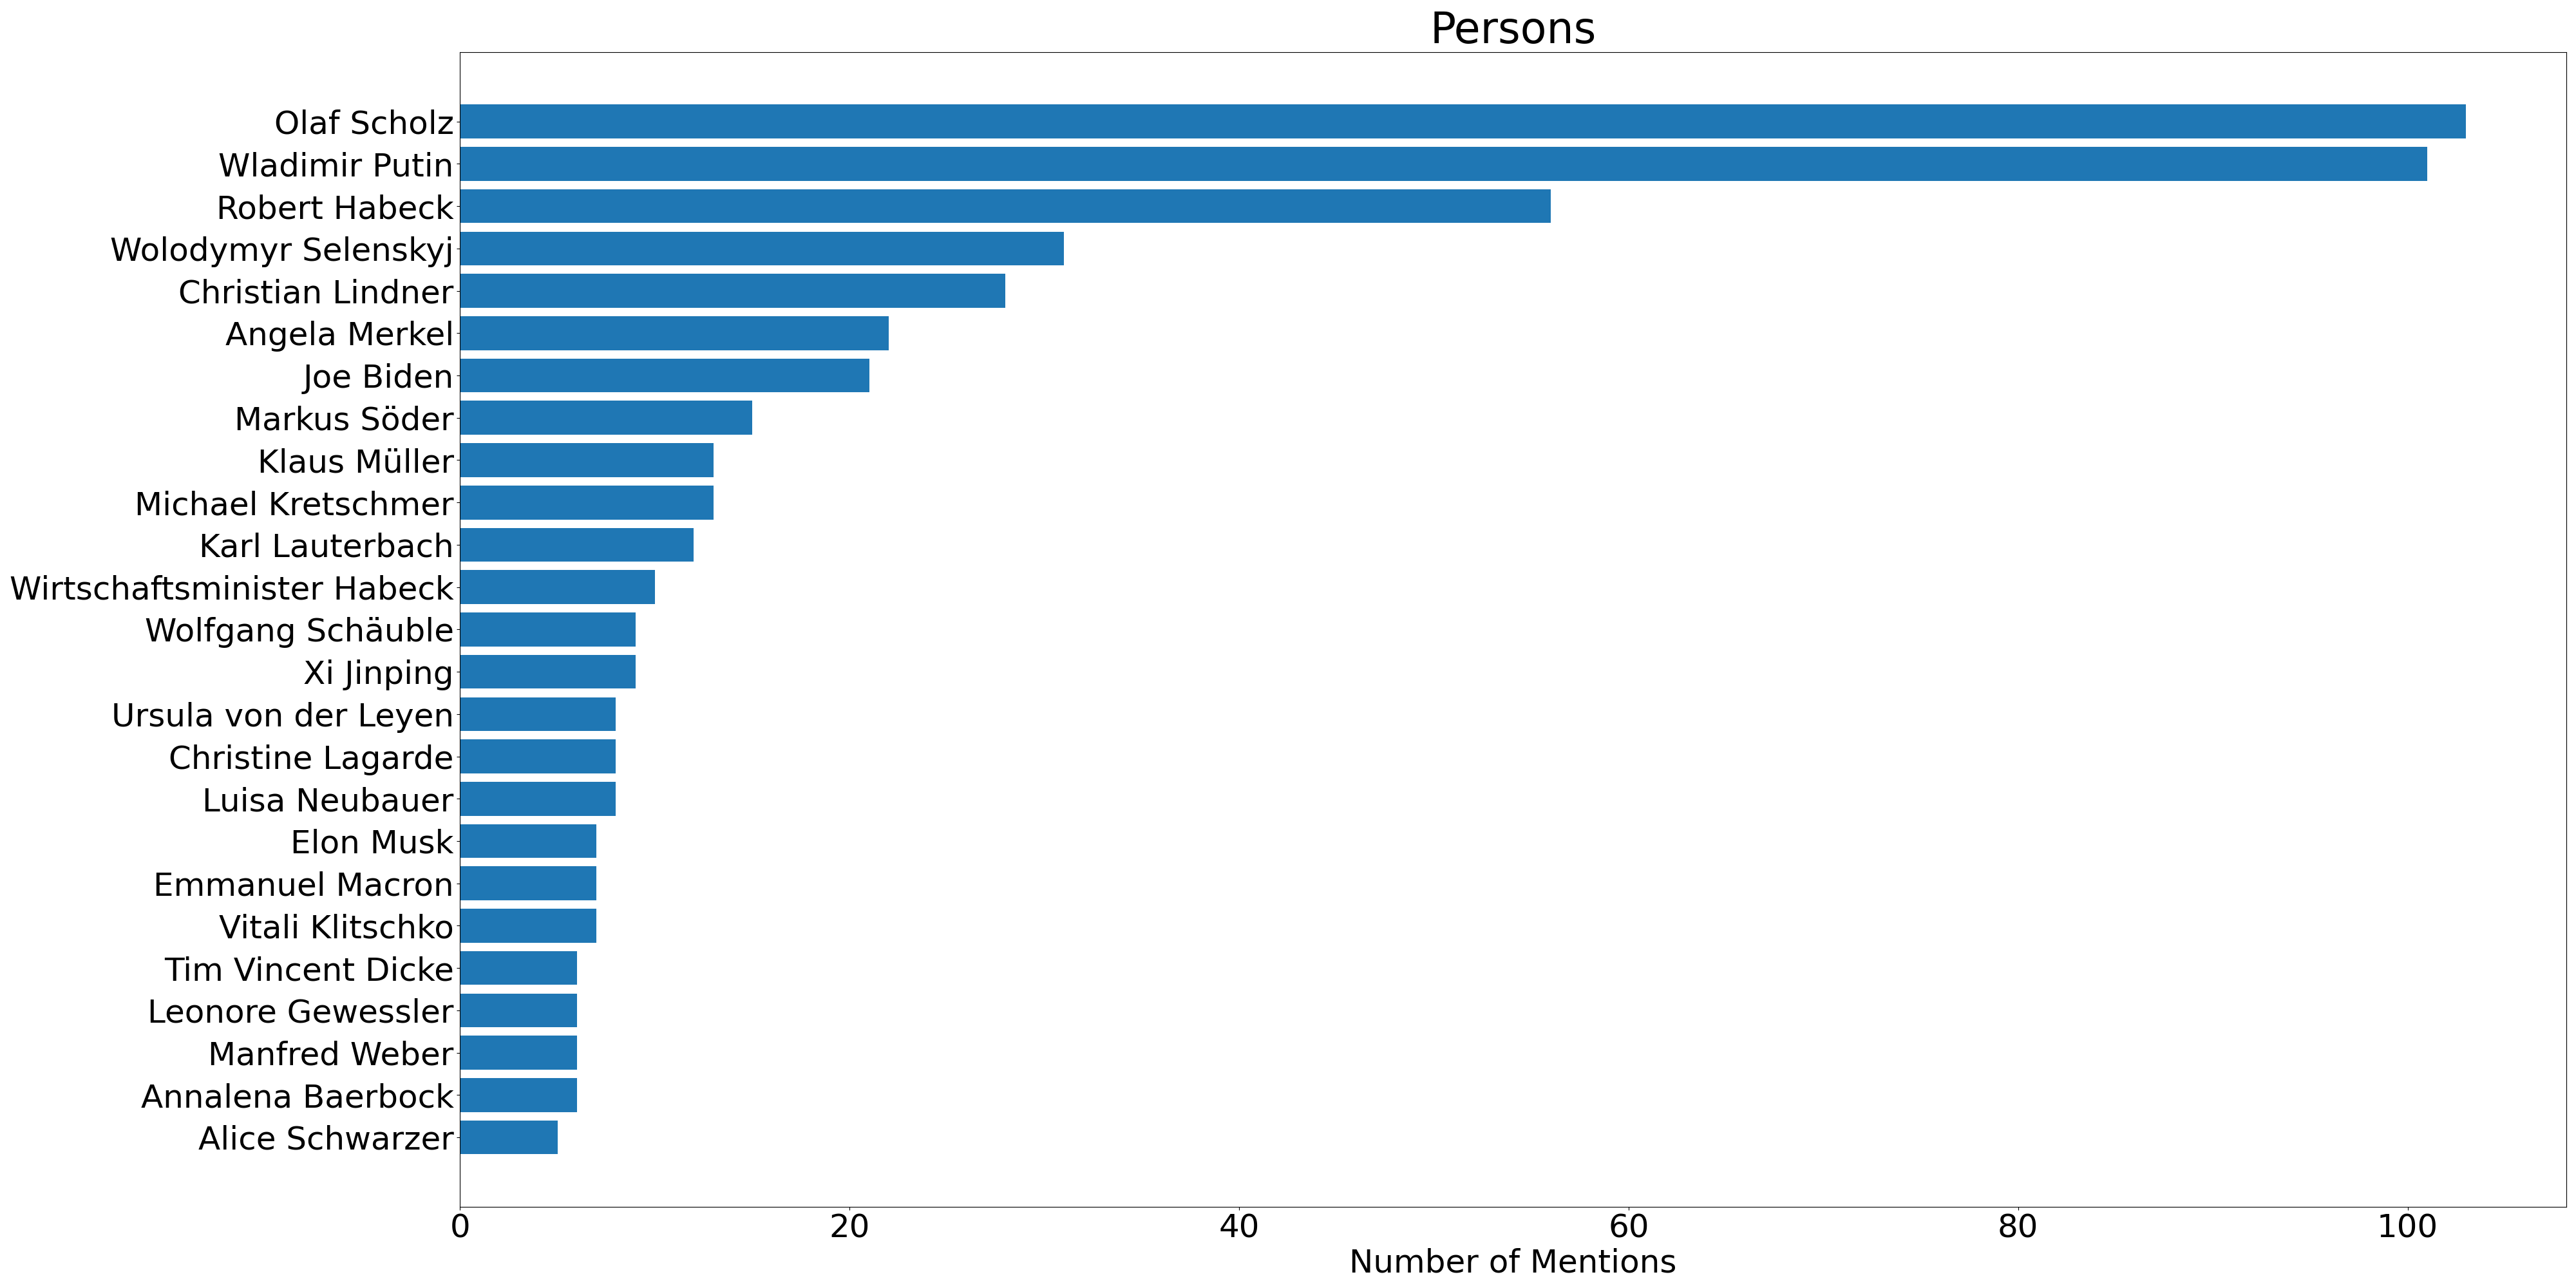 Persons
Olaf Scholz
Wladimir Putin
Robert Habeck
Wolodymyr Selenskyj
Christian Lindner
Angela Merkel
Joe Biden
Markus Söder
Klaus Müller
Michael Kretschmer
Karl Lauterbach
Wirtschaftsminister Habeck
Wolfgang Schäuble
Xi Jinping
Ursula von der Leyen
Christine Lagarde
Luisa Neubauer
Elon Musk
Emmanuel Macron
Vitali Klitschko
Tim Vincent Dicke
Leonore Gewessler
Manfred Weber
Annalena Baerbock
Alice Schwarzer
0 20 40 60 80 100
Number of Mentions